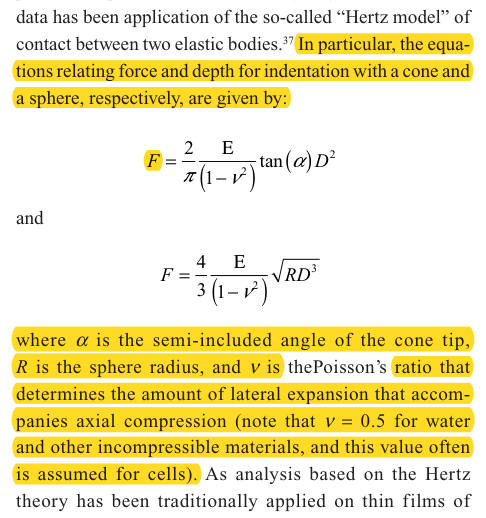 data has been application of the so-called “Hertz model” of
contact between two elastic bodies.³⁷ In particular, the equa-
tions relating force and depth for indentation with a cone and
a sphere, respectively, are given by:
F = 2/π E/(1 − ν²) tan(α) D²
and
F = 4/3 E/(1 − ν²) √RD³
where α is the semi-included angle of the cone tip,
R is the sphere radius, and ν is thePoisson’s ratio that
determines the amount of lateral expansion that accom-
panies axial compression (note that ν = 0.5 for water
and other incompressible materials, and this value often
is assumed for cells). As analysis based on the Hertz
theory has been traditionally applied on thin films of